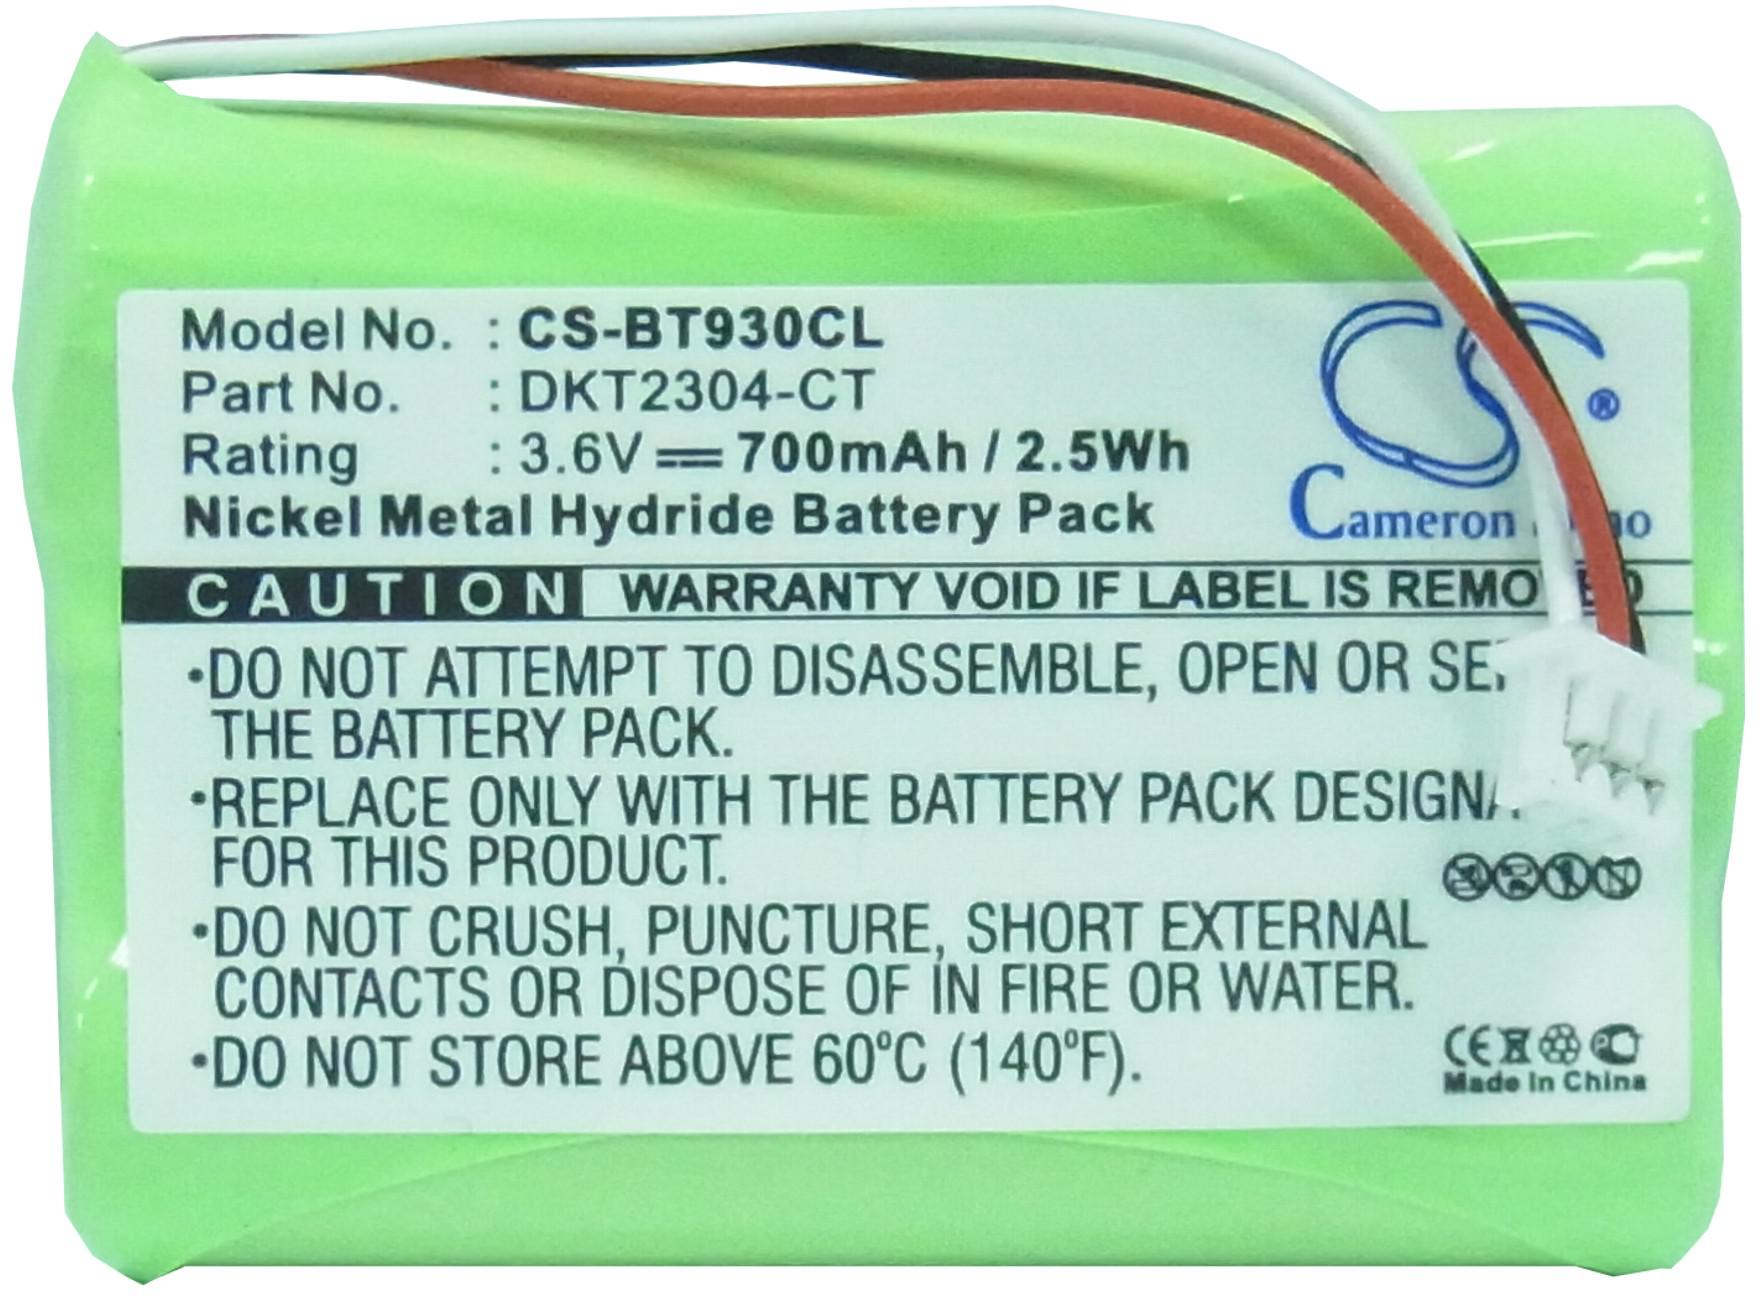 Model No. : CS-BT930CL
Part No. : DKT2304-CT
Rating : 3.6V 700mAh / 2.5Wh
Nickel Metal Hydride Battery Pack
CS ®
Cameron
CAUTION WARRANTY VOID IF LABEL IS
•DO NOT ATTEMPT TO DISASSEMBLE, OPEN OR
THE BATTERY PACK.
•REPLACE ONLY WITH THE BATTERY PACK
FOR THIS PRODUCT.
•DO NOT CRUSH, PUNCTURE, SHORT EXTERNAL
CONTACTS OR DISPOSE OF IN FIRE OR WATER.
•DO NOT STORE ABOVE 60°C (140°F).
CE
Made In China